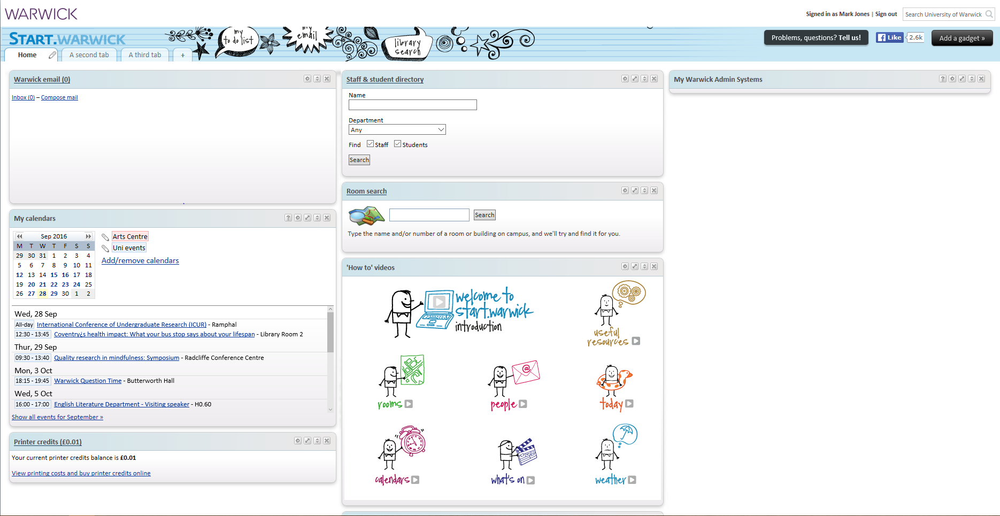 WARWICK
Signed in as Mark Jones | Sign out
Search University of Warwick
START.WARWICK
my to do list
my email
library search
Problems, questions? Tell us!
Like
2.6k
Add a gadget »
Home
A second tab
A third tab
+
Warwick email (0)
Inbox (0) – Compose mail
My calendars
?
Sep 2016
M T W T F S S
29 30 31 1 2 3 4
5 6 7 8 9 10 11
12 13 14 15 16 17 18
19 20 21 22 23 24 25
26 27 28 29 30 1 2
Arts Centre
Uni events
Add/remove calendars
Wed, 28 Sep
All-day International Conference of Undergraduate Research (ICUR) - Ramphal
12:30 - 13:45 Coventry¿s health impact: What your bus stop says about your lifespan - Library Room 2
Thur, 29 Sep
09:30 - 13:40 Quality research in mindfulness: Symposium - Radcliffe Conference Centre
Mon, 3 Oct
18:15 - 19:45 Warwick Question Time - Butterworth Hall
Wed, 5 Oct
16:00 - 17:00 English Literature Department - Visiting speaker - H0.60
Show all events for September »
Printer credits (£0.01)
Your current printer credits balance is £0.01
View printing costs and buy printer credits online
Staff & student directory
Name
Department
Any
Find Staff Students
Search
Room search
Search
Type the name and/or number of a room or building on campus, and we'll try and find it for you.
'How to' videos
welcome to
start.warwick
introduction
useful
resources
rooms
@
people
today
calendars
what's on
weather
My Warwick Admin Systems
?